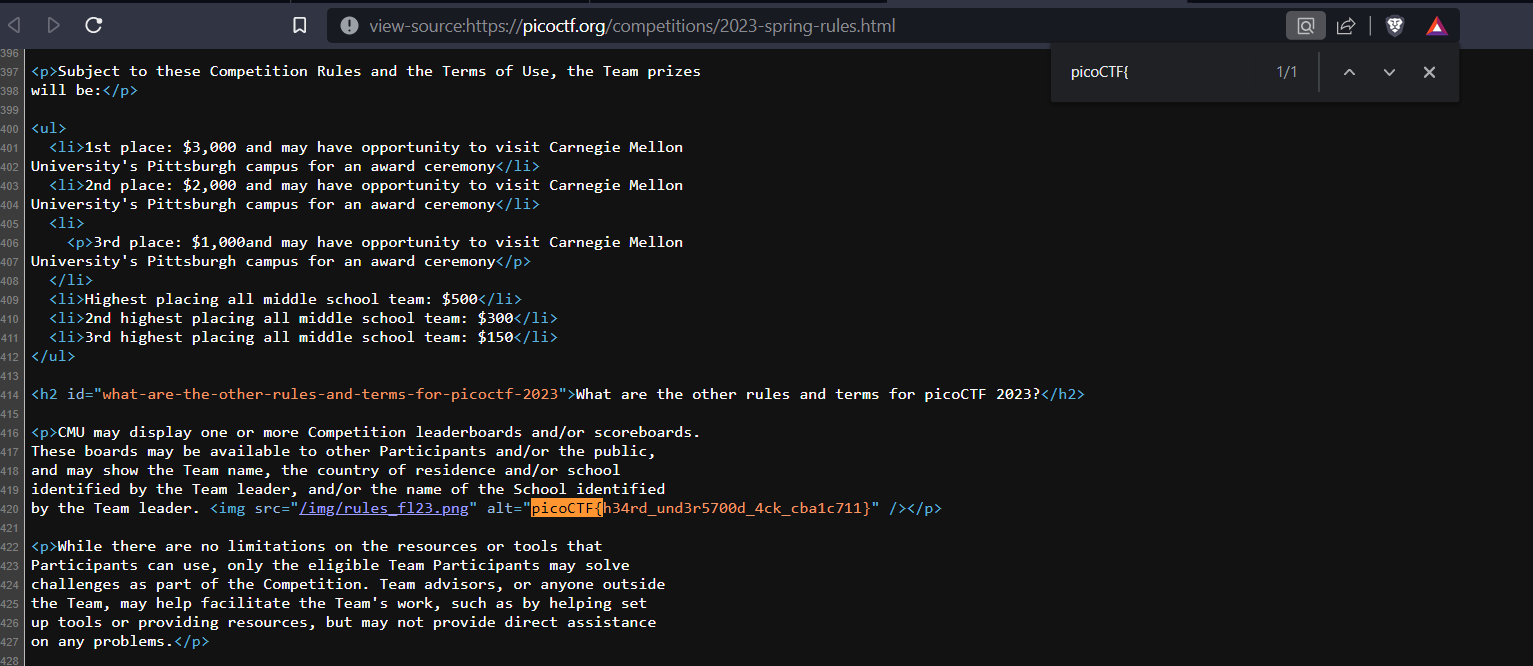 view-source:https://picoctf.org/competitions/2023-spring-rules.html
picoCTF{
1/1
396
397 <p>Subject to these Competition Rules and the Terms of Use, the Team prizes
398 will be:</p>
399
400 <ul>
401   <li>1st place: $3,000 and may have opportunity to visit Carnegie Mellon
402 University's Pittsburgh campus for an award ceremony</li>
403   <li>2nd place: $2,000 and may have opportunity to visit Carnegie Mellon
404 University's Pittsburgh campus for an award ceremony</li>
405   <li>
406     <p>3rd place: $1,000and may have opportunity to visit Carnegie Mellon
407 University's Pittsburgh campus for an award ceremony</p>
408   </li>
409   <li>Highest placing all middle school team: $500</li>
410   <li>2nd highest placing all middle school team: $300</li>
411   <li>3rd highest placing all middle school team: $150</li>
412 </ul>
413
414 <h2 id="what-are-the-other-rules-and-terms-for-picoctf-2023">What are the other rules and terms for picoCTF 2023?</h2>
415
416 <p>CMU may display one or more Competition leaderboards and/or scoreboards.
417 These boards may be available to other Participants and/or the public,
418 and may show the Team name, the country of residence and/or school
419 identified by the Team leader, and/or the name of the School identified
420 by the Team leader. <img src="/img/rules_fl23.png" alt="picoCTF{h34rd_und3r5700d_4ck_cba1c711}" /></p>
421
422 <p>While there are no limitations on the resources or tools that
423 Participants can use, only the eligible Team Participants may solve
424 challenges as part of the Competition. Team advisors, or anyone outside
425 the Team, may help facilitate the Team's work, such as by helping set
426 up tools or providing resources, but may not provide direct assistance
427 on any problems.</p>
428